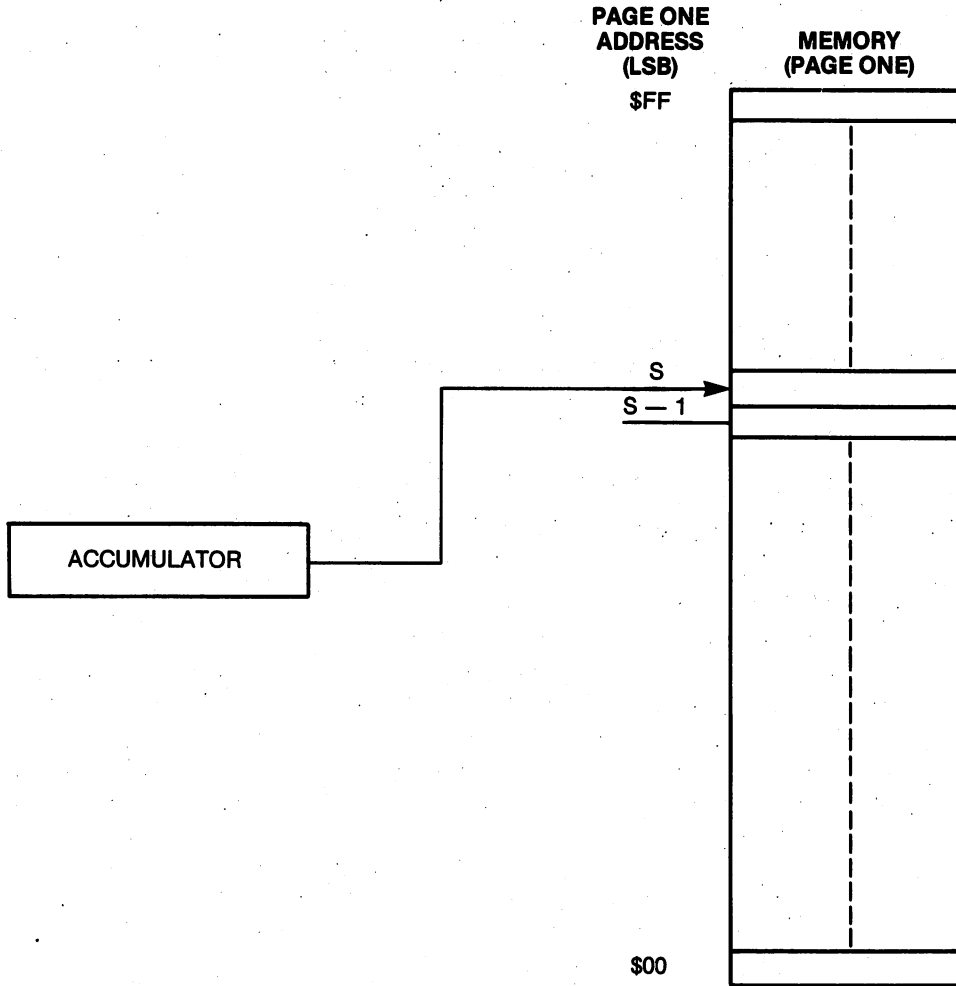 PAGE ONE
ADDRESS
(LSB)
MEMORY
(PAGE ONE)
$FF
S
S — 1
ACCUMULATOR
$00